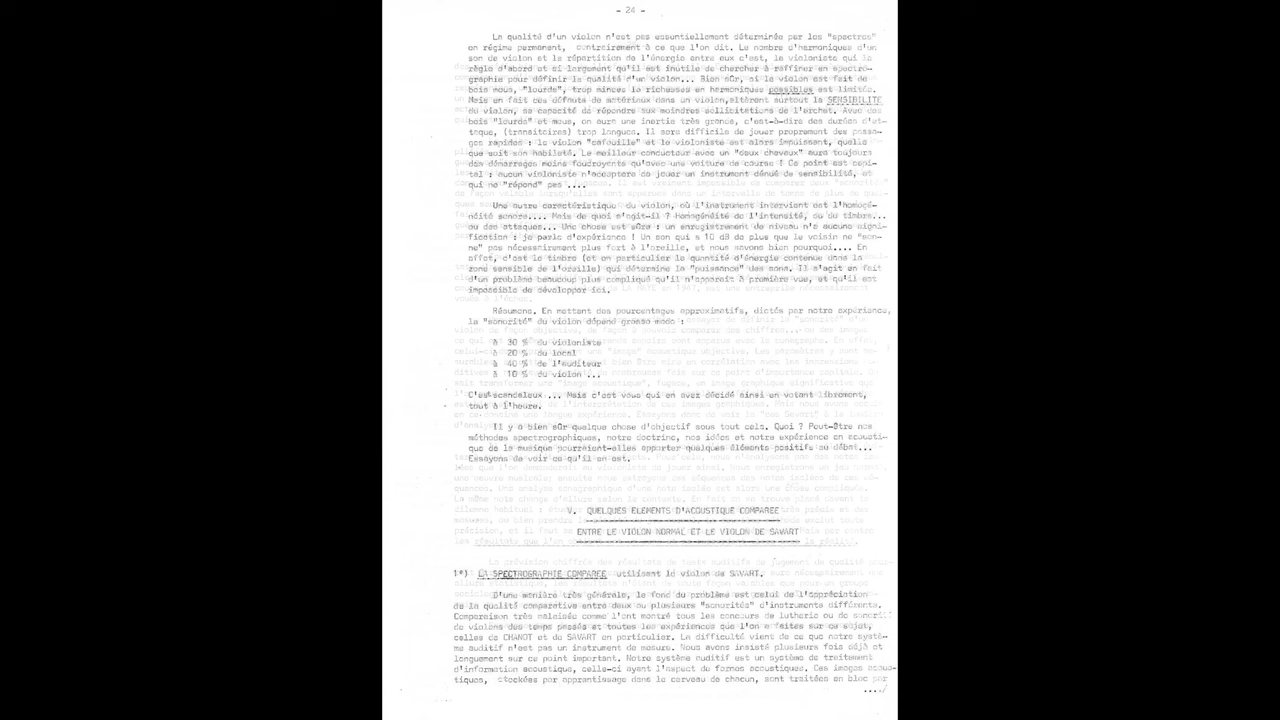 - 24 -
La qualité d'un violon n'est pas essentiellement déterminée par les "spectres"
en régime permanent, contrairement à ce que l'on dit. Le nombre d'harmoniques d'un
son de violon et la répartition de l'énergie entre eux c'est, le violoniste qui la
règle d'abord et si largement qu'il est inutile de chercher à raffiner en spectro-
graphie pour définir la qualité d'un violon... Bien sûr, si le violon est fait de
bois mous, "lourds", trop minces la richesses en harmoniques possibles est limitée.
Mais en fait ces défauts de matériaux dans un violon,altèrent surtout la SENSIBILITE
du violon, sa capacité de répondre aux moindres sollicitations de l'archet. Avec des
bois "lourds" et mous, on aura une inertie très grande, c'est-à-dire des durées d'at-
taque, (transitoires) trop longues. Il sera difficile de jouer proprement des passa-
ges rapides : le violon "cafouille" et le violoniste est alors impuissant, quelle
que soit son habileté. Le meilleur conducteur avec un "deux chevaux" aura toujours
des démarrages moins foudroyants qu'avec une voiture de course ! Ce point est capi-
tal : aucun violoniste n'acceptera de jouer un instrument dénué de sensibilité, et
qui ne "répond" pas ....
Une autre caractéristique du violon, où l'instrument intervient est l'homogé-
néité sonore.... Mais de quoi s'agit-il ? homogénéité de l'intensité, ou du timbre...
ou des attaques... Une chose est sûre : un enregistrement de niveau n'a aucune signi-
fication : je parle d'expérience ! Un son qui a 10 dB de plus que le voisin ne "son-
ne" pas nécessairement plus fort à l'oreille, et nous savons bien pourquoi.... En
effet, c'est le timbre (et en particulier la quantité d'énergie contenue dans la
zone sensible de l'oreille) qui détermine la "puissance" des sons. Il s'agit en fait
d'un problème beaucoup plus compliqué qu'il n'apparait à première vue, et qu'il est
impossible de développer ici.
Résumons. En mettant des pourcentages approximatifs, dictés par notre expérience,
la "sonorité" du violon dépend grosso modo :
à 30 % du violoniste
à 20 % du local
à 40 % de l'auditeur
à 10 % du violon ...
C'est scandaleux... Mais c'est vous qui en avez décidé ainsi en votant librement,
tout à l'heure.
Il y a bien sûr quelque chose d'objectif sous tout cela. Quoi ? Peut-être nos
méthodes spectrographiques, notre doctrine, nos idées et notre expérience en acousti-
que de la musique pourraient-elles apporter quelques éléments positifs au débat...
Essayons de voir ce qu'il en est.
V. QUELQUES ELEMENTS D'ACOUSTIQUE COMPAREE
ENTRE LE VIOLON NORMAL ET LE VIOLON DE SAVART
1°) LA SPECTROGRAPHIE COMPAREE utilisant le violon de SAVART.
D'une manière très générale, le fond du problème est celui de l'appréciation
de la qualité comparative entre deux ou plusieurs "sonorités" d'instruments différents.
Comparaison très malaisée comme l'ont montré tous les concours de lutherie ou de sonorité
de violons des temps passés et toutes les expériences que l'on a faites sur ce sujet,
celles de CHANOT et de SAVART en particulier. La difficulté vient de ce que notre systè-
me auditif n'est pas un instrument de mesure. Nous avons insisté plusieurs fois déjà et
longuement sur ce point important. Notre système auditif est un système de traitement
d'information acoustique, celle-ci ayant l'aspect de formes acoustiques. Ces images acous-
tiques, stockées par apprentissage dans le cerveau de chacun, sont traitées en bloc par
..../